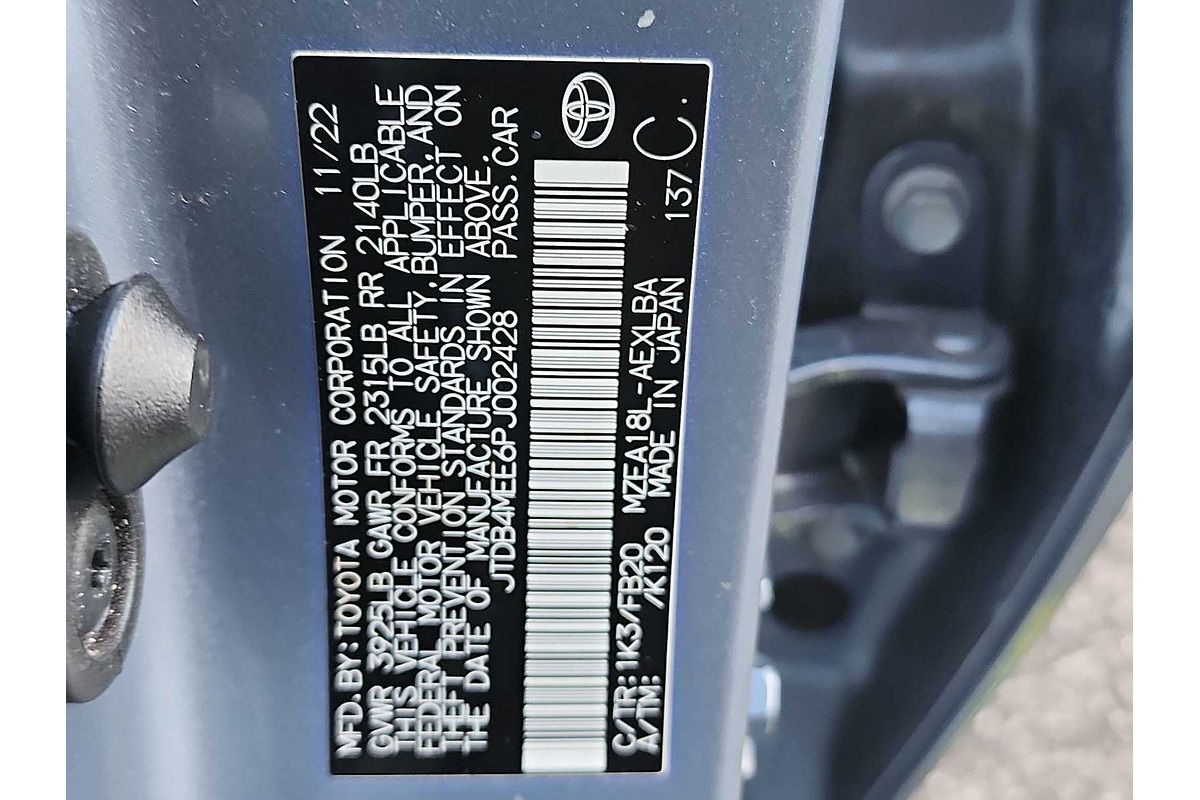 MFD.BY:TOYOTA MOTOR CORPORATION 11/22
GVWR 3925LB GAWR FR 2315LB RR 2140LB
THIS VEHICLE CONFORMS TO ALL APPLICABLE
FEDERAL MOTOR VEHICLE SAFETY,BUMPER,AND
THEFT PREVENTION STANDARDS IN EFFECT ON
THE DATE OF MANUFACTURE SHOWN ABOVE.
JTDB4MEE6PJ002428 PASS.CAR
C/TR:1K3/FB20 MZEA18L-AEXLBA
A/TM: /K120 MADE IN JAPAN 137 C.